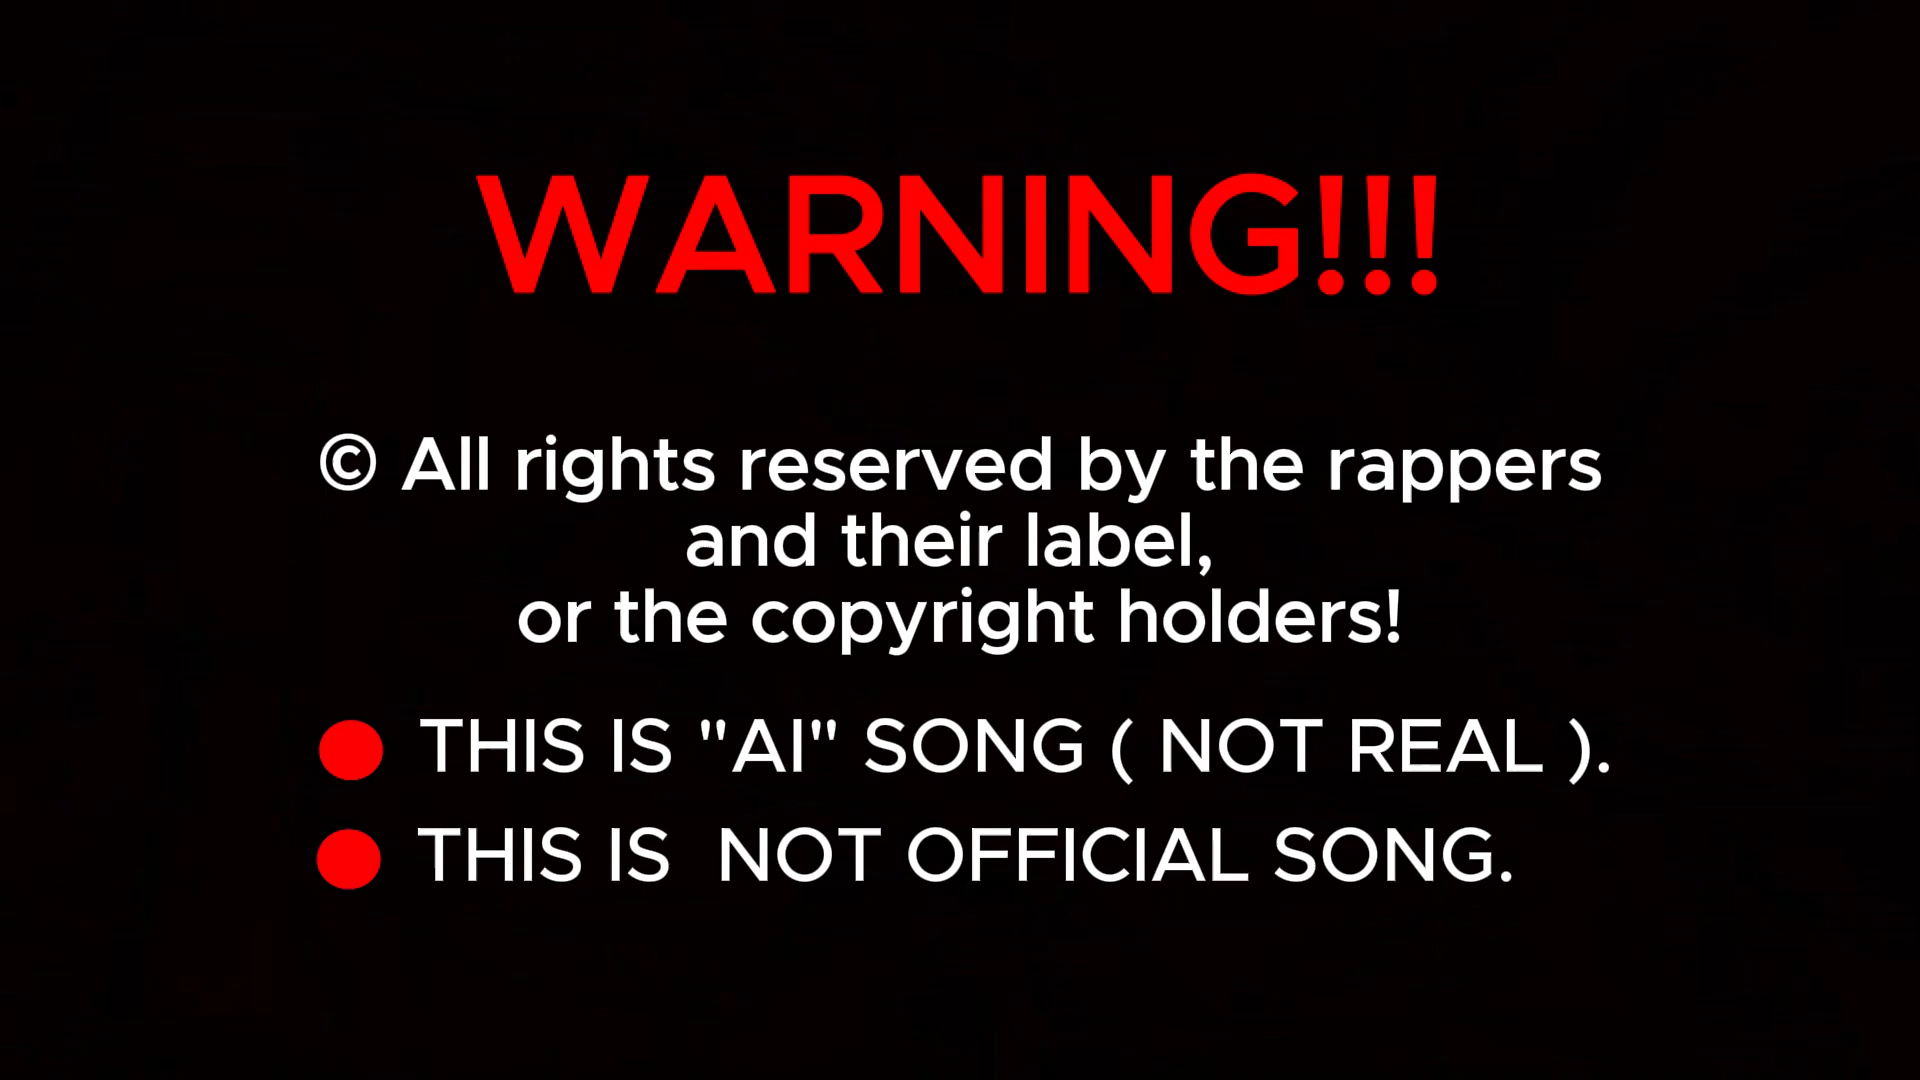 WARNING!!!
© All rights reserved by the rappers
and their label,
or the copyright holders!
THIS IS "AI" SONG ( NOT REAL ).
THIS IS  NOT OFFICIAL SONG.